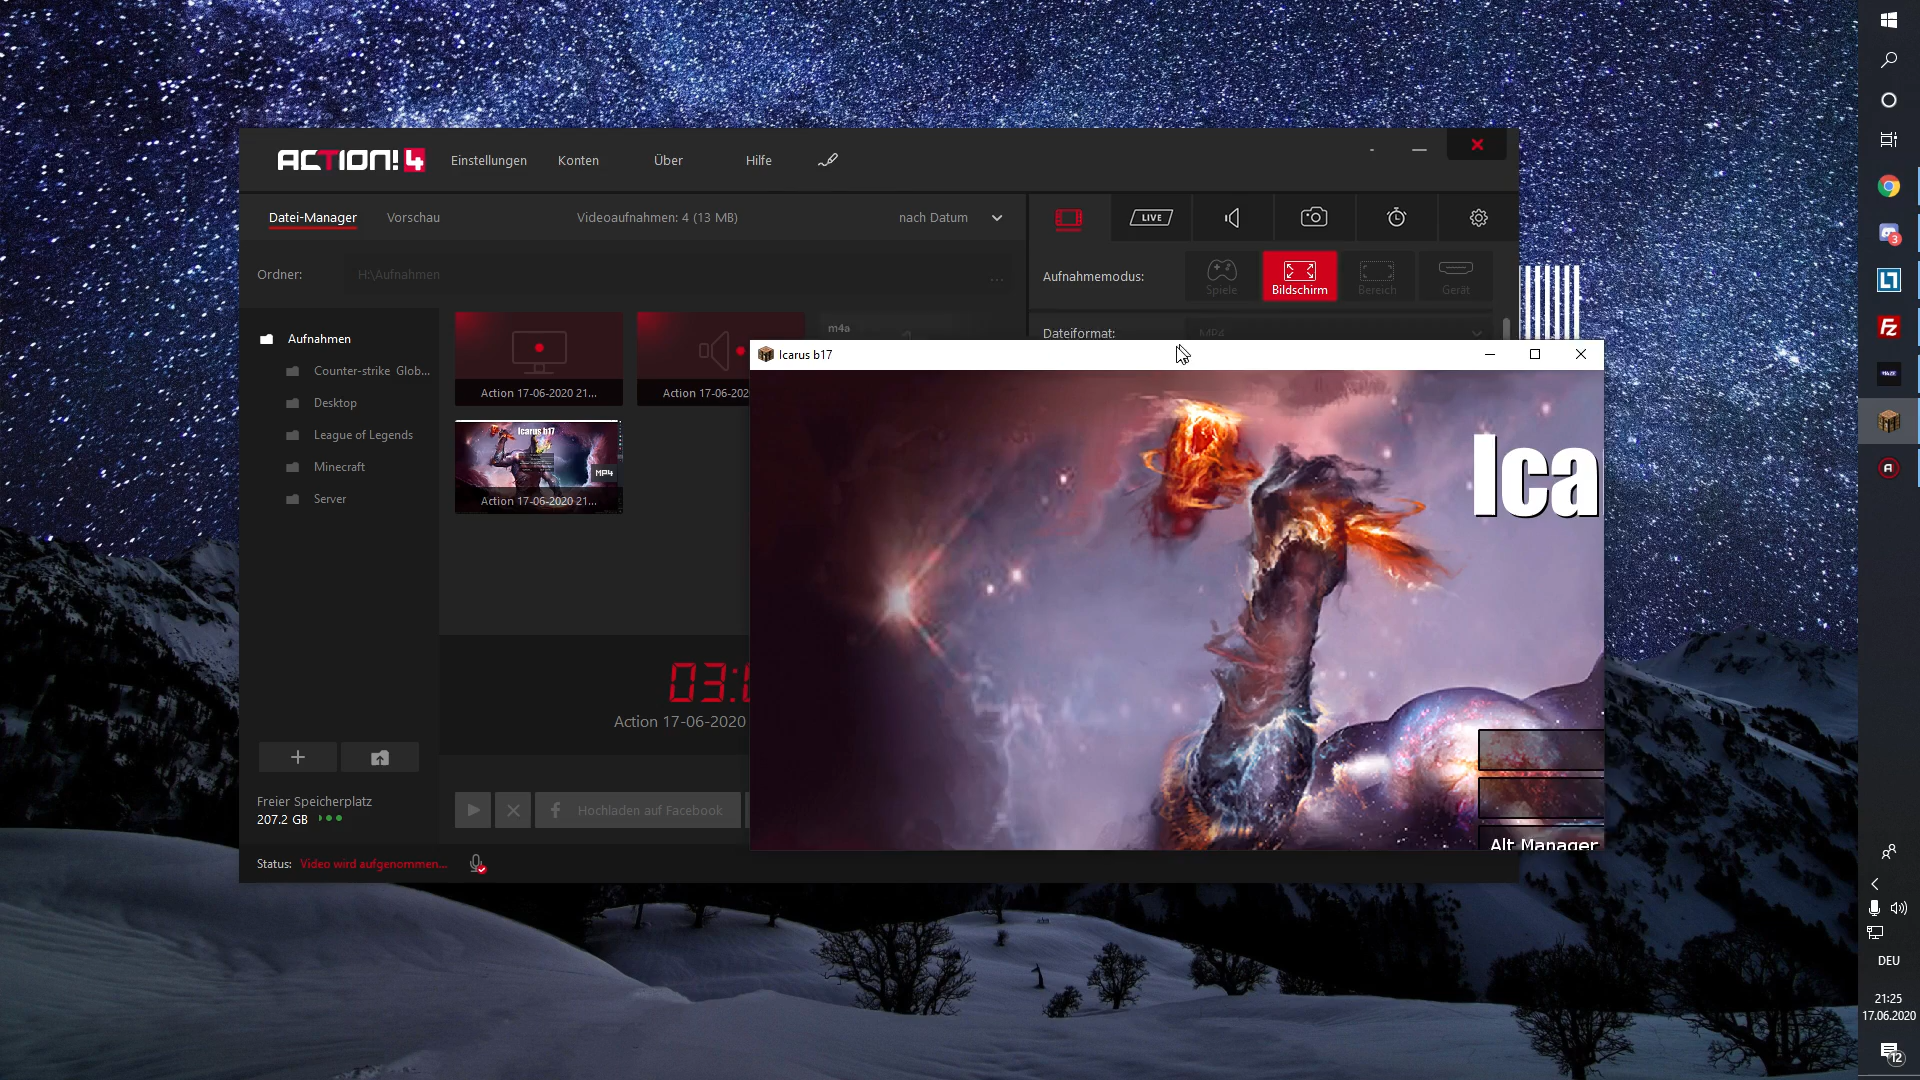 ACTION! 4
Einstellungen
Konten
Über
Hilfe
Datei-Manager
Vorschau
Videoaufnahmen: 4 (13 MB)
nach Datum
LIVE
Ordner:
H:\Aufnahmen
...
Aufnahmemodus:
Spiele
Bildschirm
Bereich
Gerät
Dateiformat:
MP4
Aufnahmen
Counter-strike Glob...
Desktop
League of Legends
Minecraft
Server
Action 17-06-2020 21...
Action 17-06-202
m4a
Icarus b17
MP4
Action 17-06-2020 21...
Icarus b17
Ica
Alt Manager
03:
Action 17-06-2020
Hochladen auf Facebook
Freier Speicherplatz
207.2 GB
Status: Video wird aufgenommen...
3
DEU
21:25
17.06.2020
12